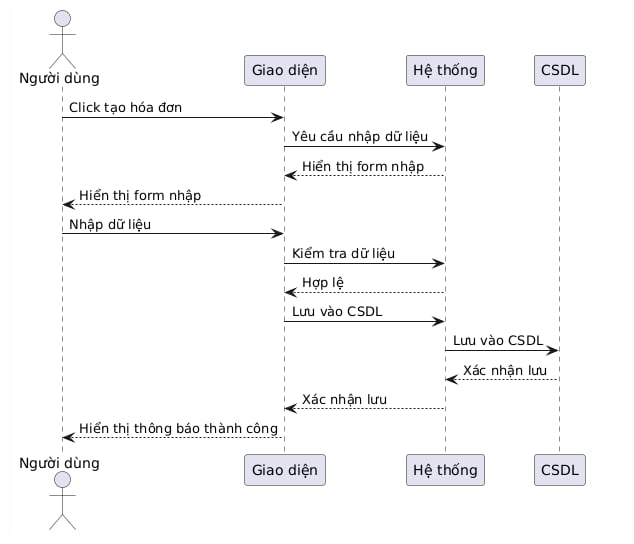 Người dùng
Giao diện
Hệ thống
CSDL
Click tạo hóa đơn
Yêu cầu nhập dữ liệu
Hiển thị form nhập
Hiển thị form nhập
Nhập dữ liệu
Kiểm tra dữ liệu
Hợp lệ
Lưu vào CSDL
Lưu vào CSDL
Xác nhận lưu
Xác nhận lưu
Hiển thị thông báo thành công
Người dùng
Giao diện
Hệ thống
CSDL